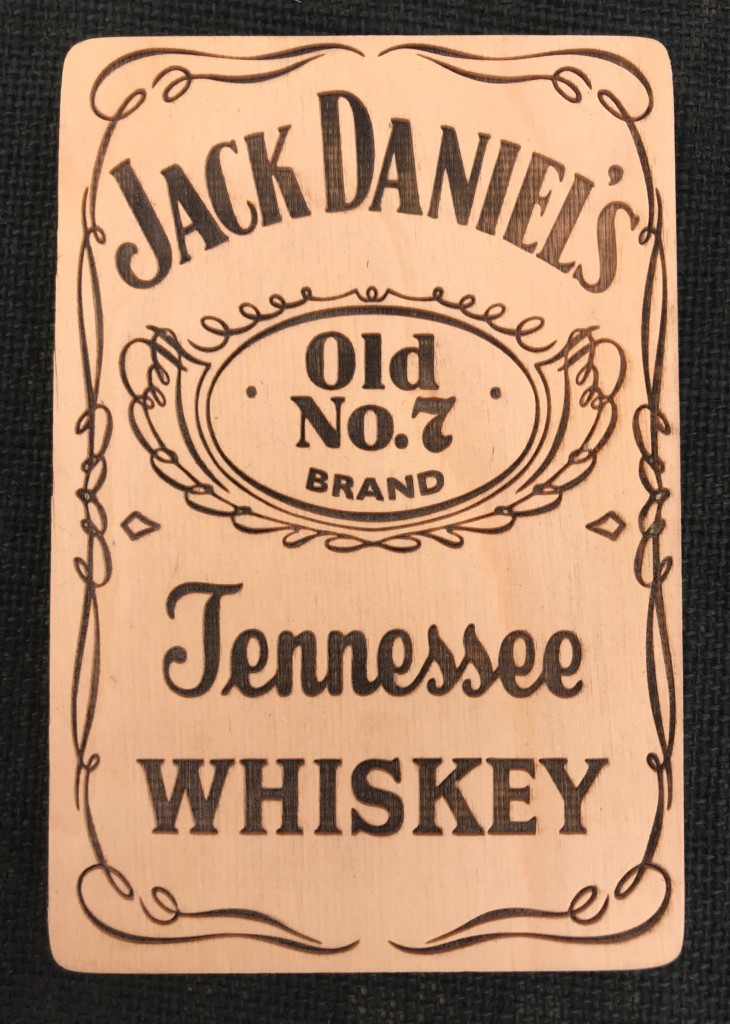 JACK DANIEL'S
Old
No.7
BRAND
Tennessee
WHISKEY